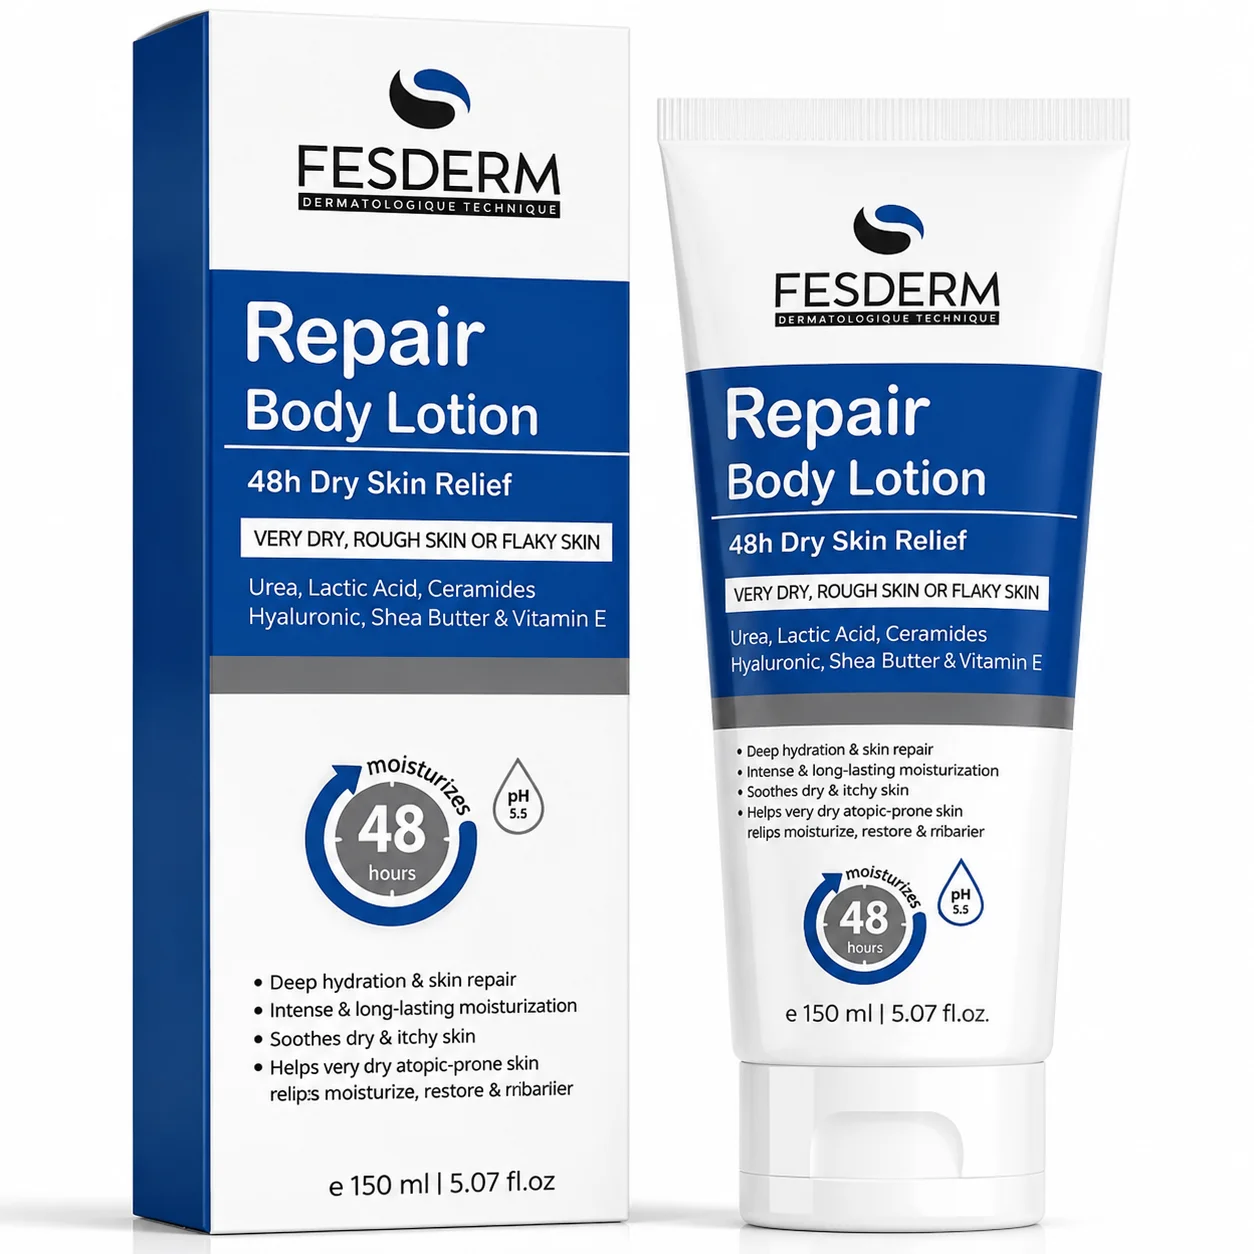 FESDERM
DERMATOLOGIQUE TECHNIQUE
Repair
Body Lotion
48h Dry Skin Relief
VERY DRY, ROUGH SKIN OR FLAKY SKIN
Urea, Lactic Acid, Ceramides
Hyaluronic, Shea Butter & Vitamin E
moisturizes
48
hours
pH
5.5
• Deep hydration & skin repair
• Intense & long-lasting moisturization
• Soothes dry & itchy skin
• Helps very dry atopic-prone skin
moisturize, restore &
e 150 ml | 5.07 fl.oz
FESDERM
DERMATOLOGIQUE TECHNIQUE
Repair
Body Lotion
48h Dry Skin Relief
VERY DRY, ROUGH SKIN OR FLAKY SKIN
Urea, Lactic Acid, Ceramides
Hyaluronic, Shea Butter & Vitamin E
• Deep hydration & skin repair
• Intense & long-lasting moisturization
• Soothes dry & itchy skin
• Helps very dry atopic-prone skin
moisturize, restore &
moisturizes
48
hours
pH
5.5
e 150 ml | 5.07 fl.oz.